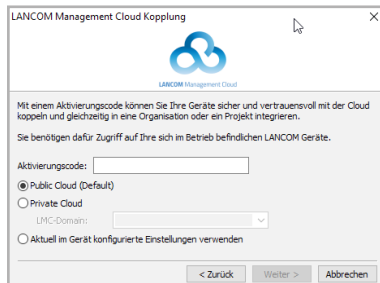 LANCOM Management Cloud Kopplung
LANCOM Management Cloud
Mit einem Aktivierungscode können Sie Ihre Geräte sicher und vertrauensvoll mit der Cloud
koppeln und gleichzeitig in eine Organisation oder ein Projekt integrieren.
Sie benötigen dafür Zugriff auf Ihre sich im Betrieb befindlichen LANCOM Geräte.
Aktivierungscode:
Public Cloud (Default)
Private Cloud
LMC-Domain:
Aktuell im Gerät konfigurierte Einstellungen verwenden
< Zurück Weiter > Abbrechen